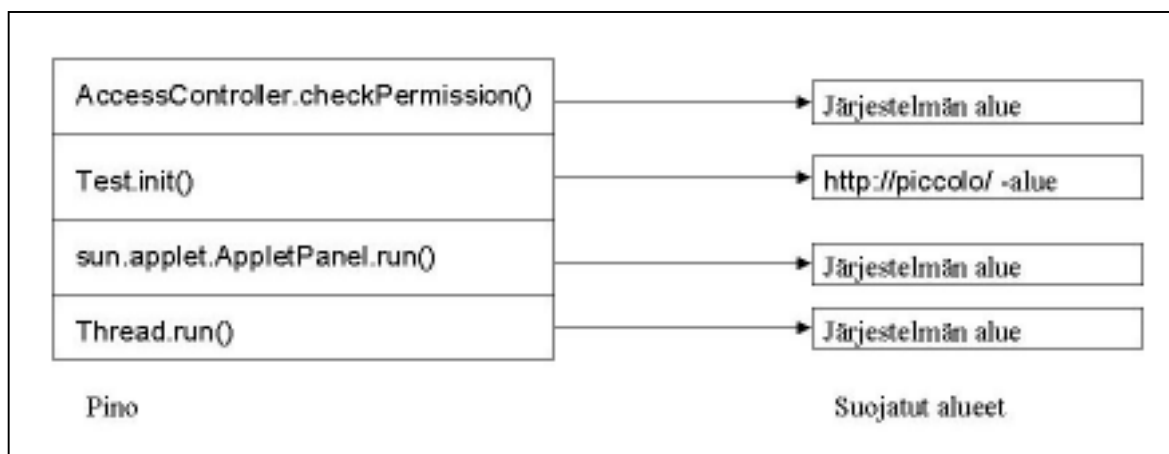 AccessController.checkPermission()
Järjestelmän alue
Test.init()
http://piccolo/ -alue
sun.applet.AppletPanel.run()
Järjestelmän alue
Thread.run()
Järjestelmän alue
Pino
Suojatut alueet